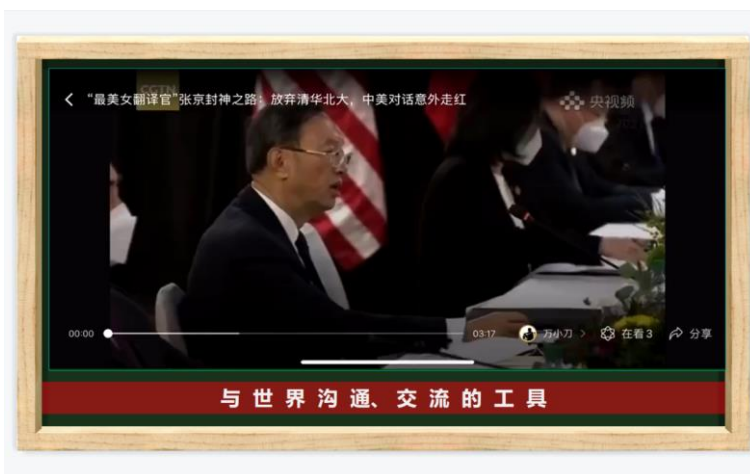 CGTN
“最美女翻译官”张京封神之路：放弃清华北大，中美对话意外走红
央视频
00:00
03:17
万小刀
在看3
分享
与世界沟通、交流的工具